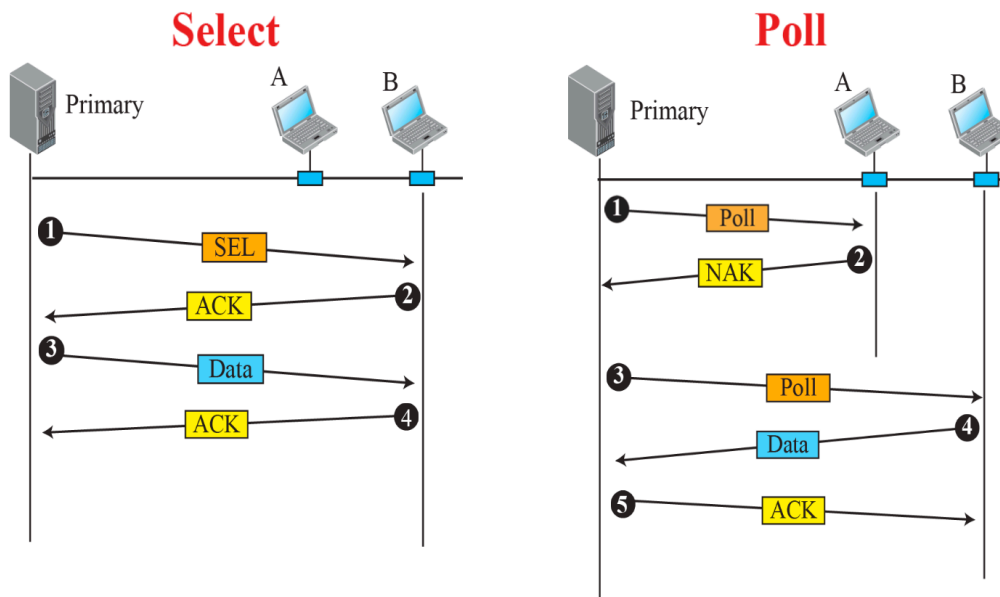 Select
A
B
Primary
1
SEL
2
ACK
3
Data
4
ACK
Poll
A
B
Primary
1
Poll
2
NAK
3
Poll
4
Data
5
ACK